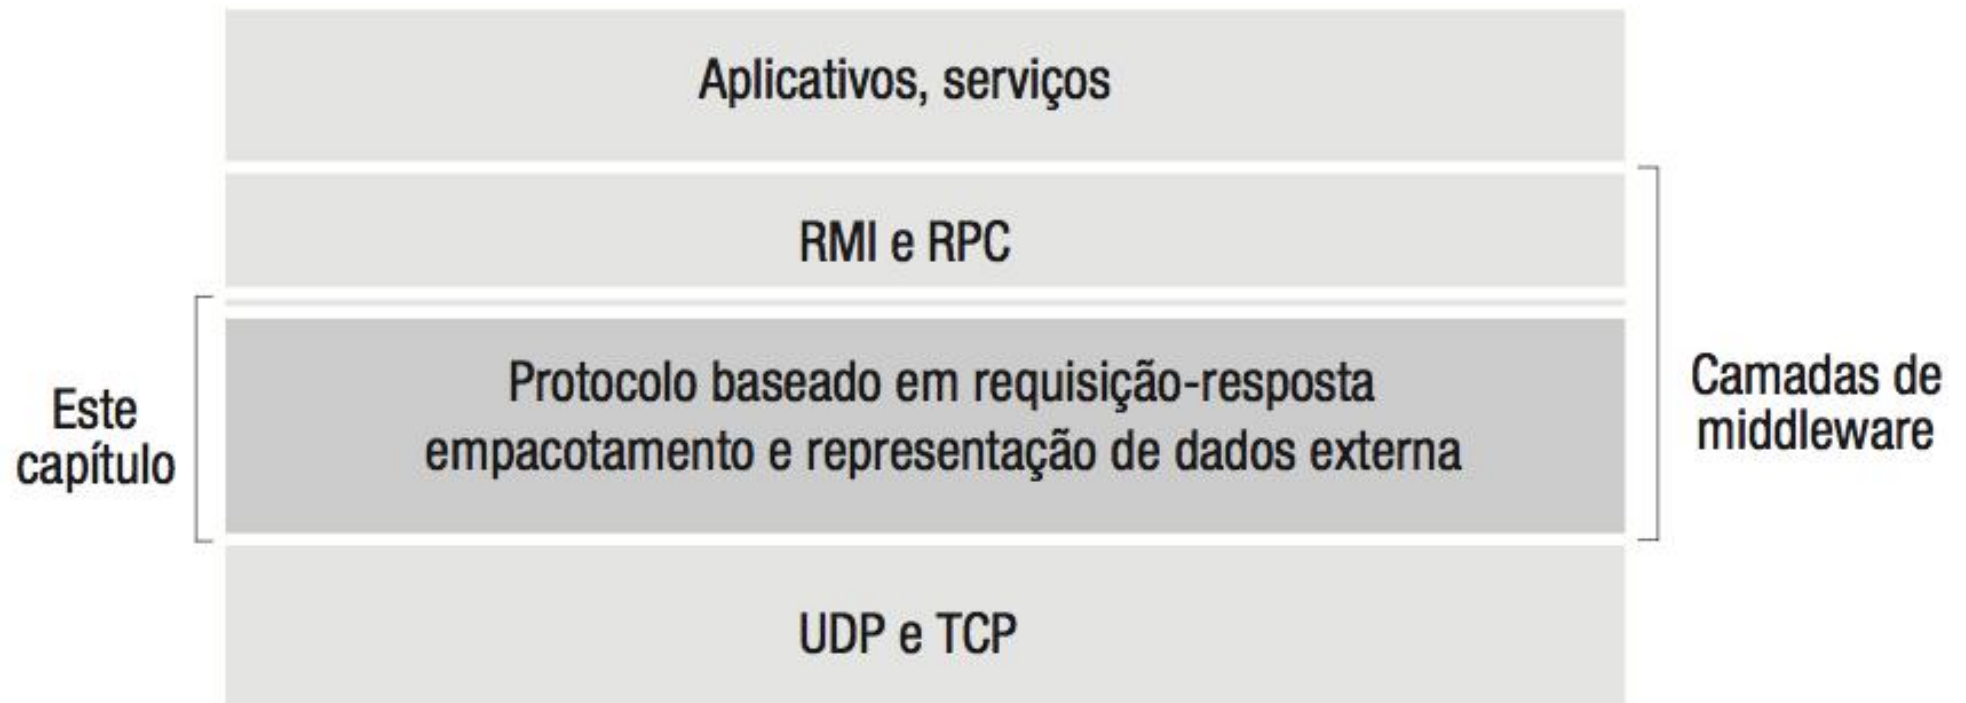 Aplicativos, serviços
RMI e RPC
Este
capítulo
Protocolo baseado em requisição-resposta
empacotamento e representação de dados externa
Camadas de
middleware
UDP e TCP